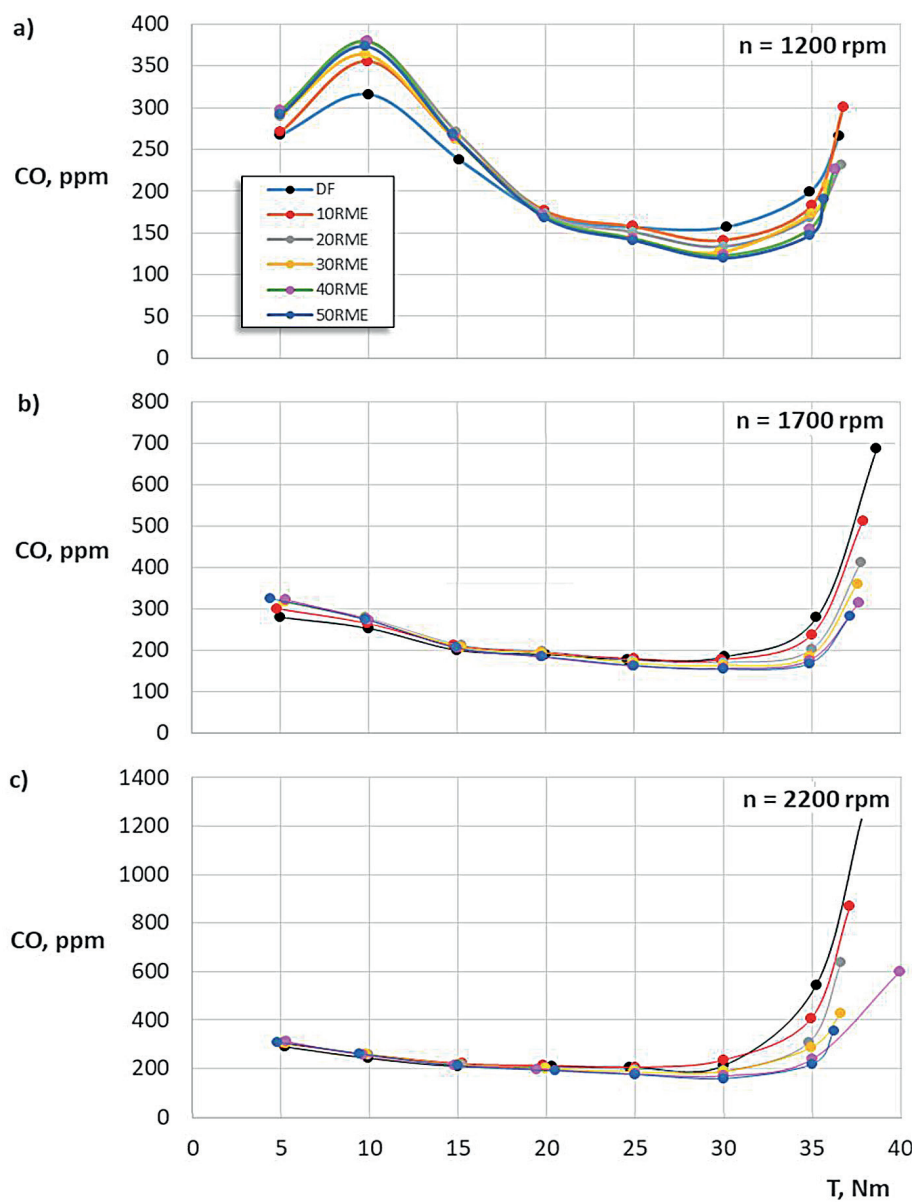 a)
n = 1200 rpm
CO, ppm
400
350
300
250
200
150
100
50
0
DF
10RME
20RME
30RME
40RME
50RME
b)
n = 1700 rpm
CO, ppm
800
700
600
500
400
300
200
100
0
c)
n = 2200 rpm
CO, ppm
1400
1200
1000
800
600
400
200
0
0 5 10 15 20 25 30 35 40
T, Nm